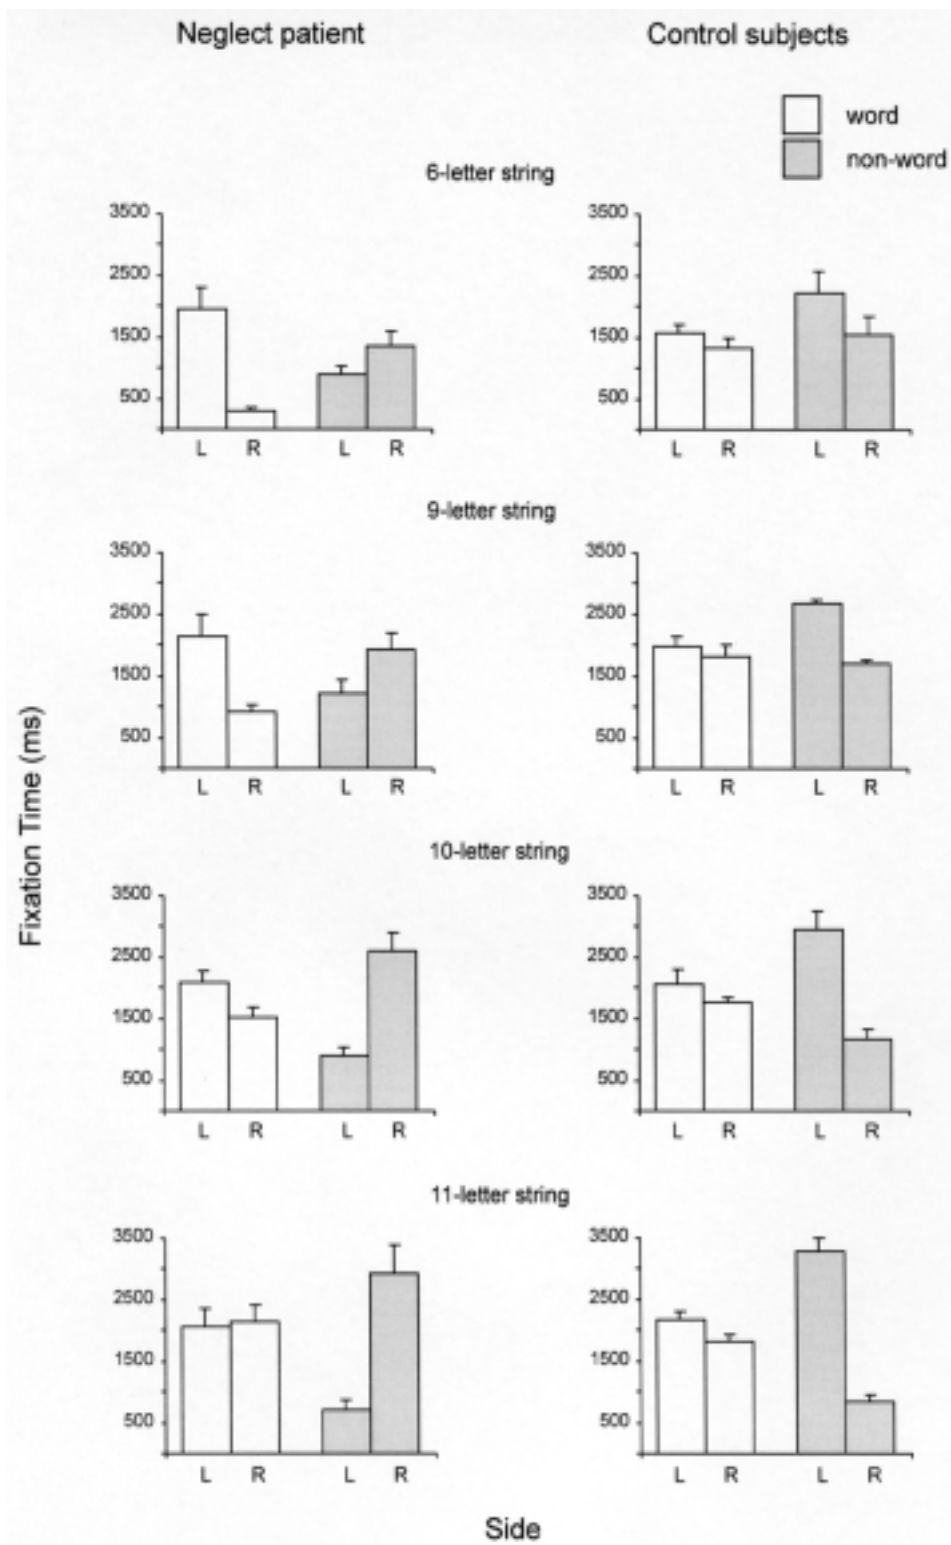 Neglect patient
Control subjects
word
non-word
6-letter string
3500
2500
1500
500
L R L R
3500
2500
1500
500
L R L R
9-letter string
3500
2500
1500
500
L R L R
3500
2500
1500
500
L R L R
Fixation Time (ms)
10-letter string
3500
2500
1500
500
L R L R
3500
2500
1500
500
L R L R
11-letter string
3500
2500
1500
500
L R L R
3500
2500
1500
500
L R L R
Side